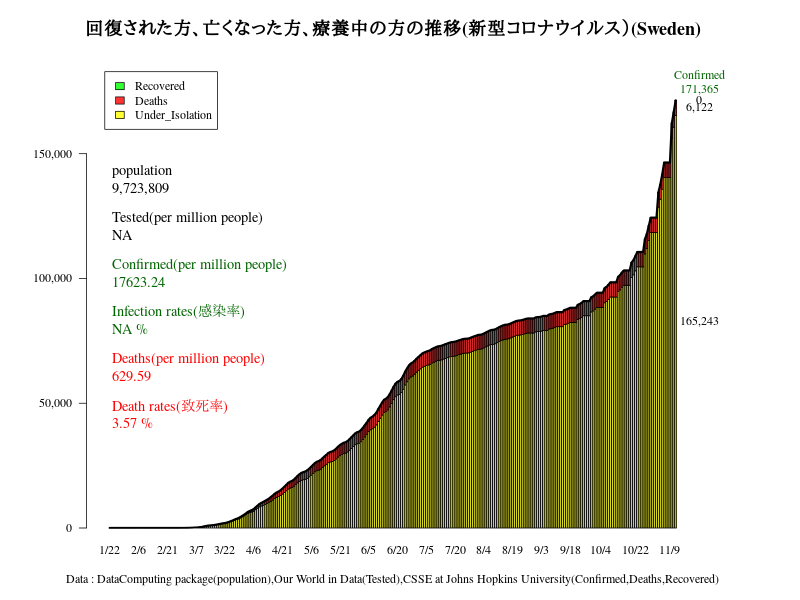 回復された方、亡くなった方、療養中の方の推移(新型コロナウイルス)(Sweden)
Confirmed
171,365
0
6,122
Recovered
Deaths
Under_Isolation
150,000
population
9,723,809
Tested(per million people)
NA
Confirmed(per million people)
17623.24
100,000
Infection rates(感染率)
NA %
165,243
Deaths(per million people)
629.59
50,000
Death rates(致死率)
3.57 %
0
1/22 2/6 2/21 3/7 3/22 4/6 4/21 5/6 5/21 6/5 6/20 7/5 7/20 8/4 8/19 9/3 9/18 10/4 10/22 11/9
Data : DataComputing package(population),Our World in Data(Tested),CSSE at Johns Hopkins University(Confirmed,Deaths,Recovered)